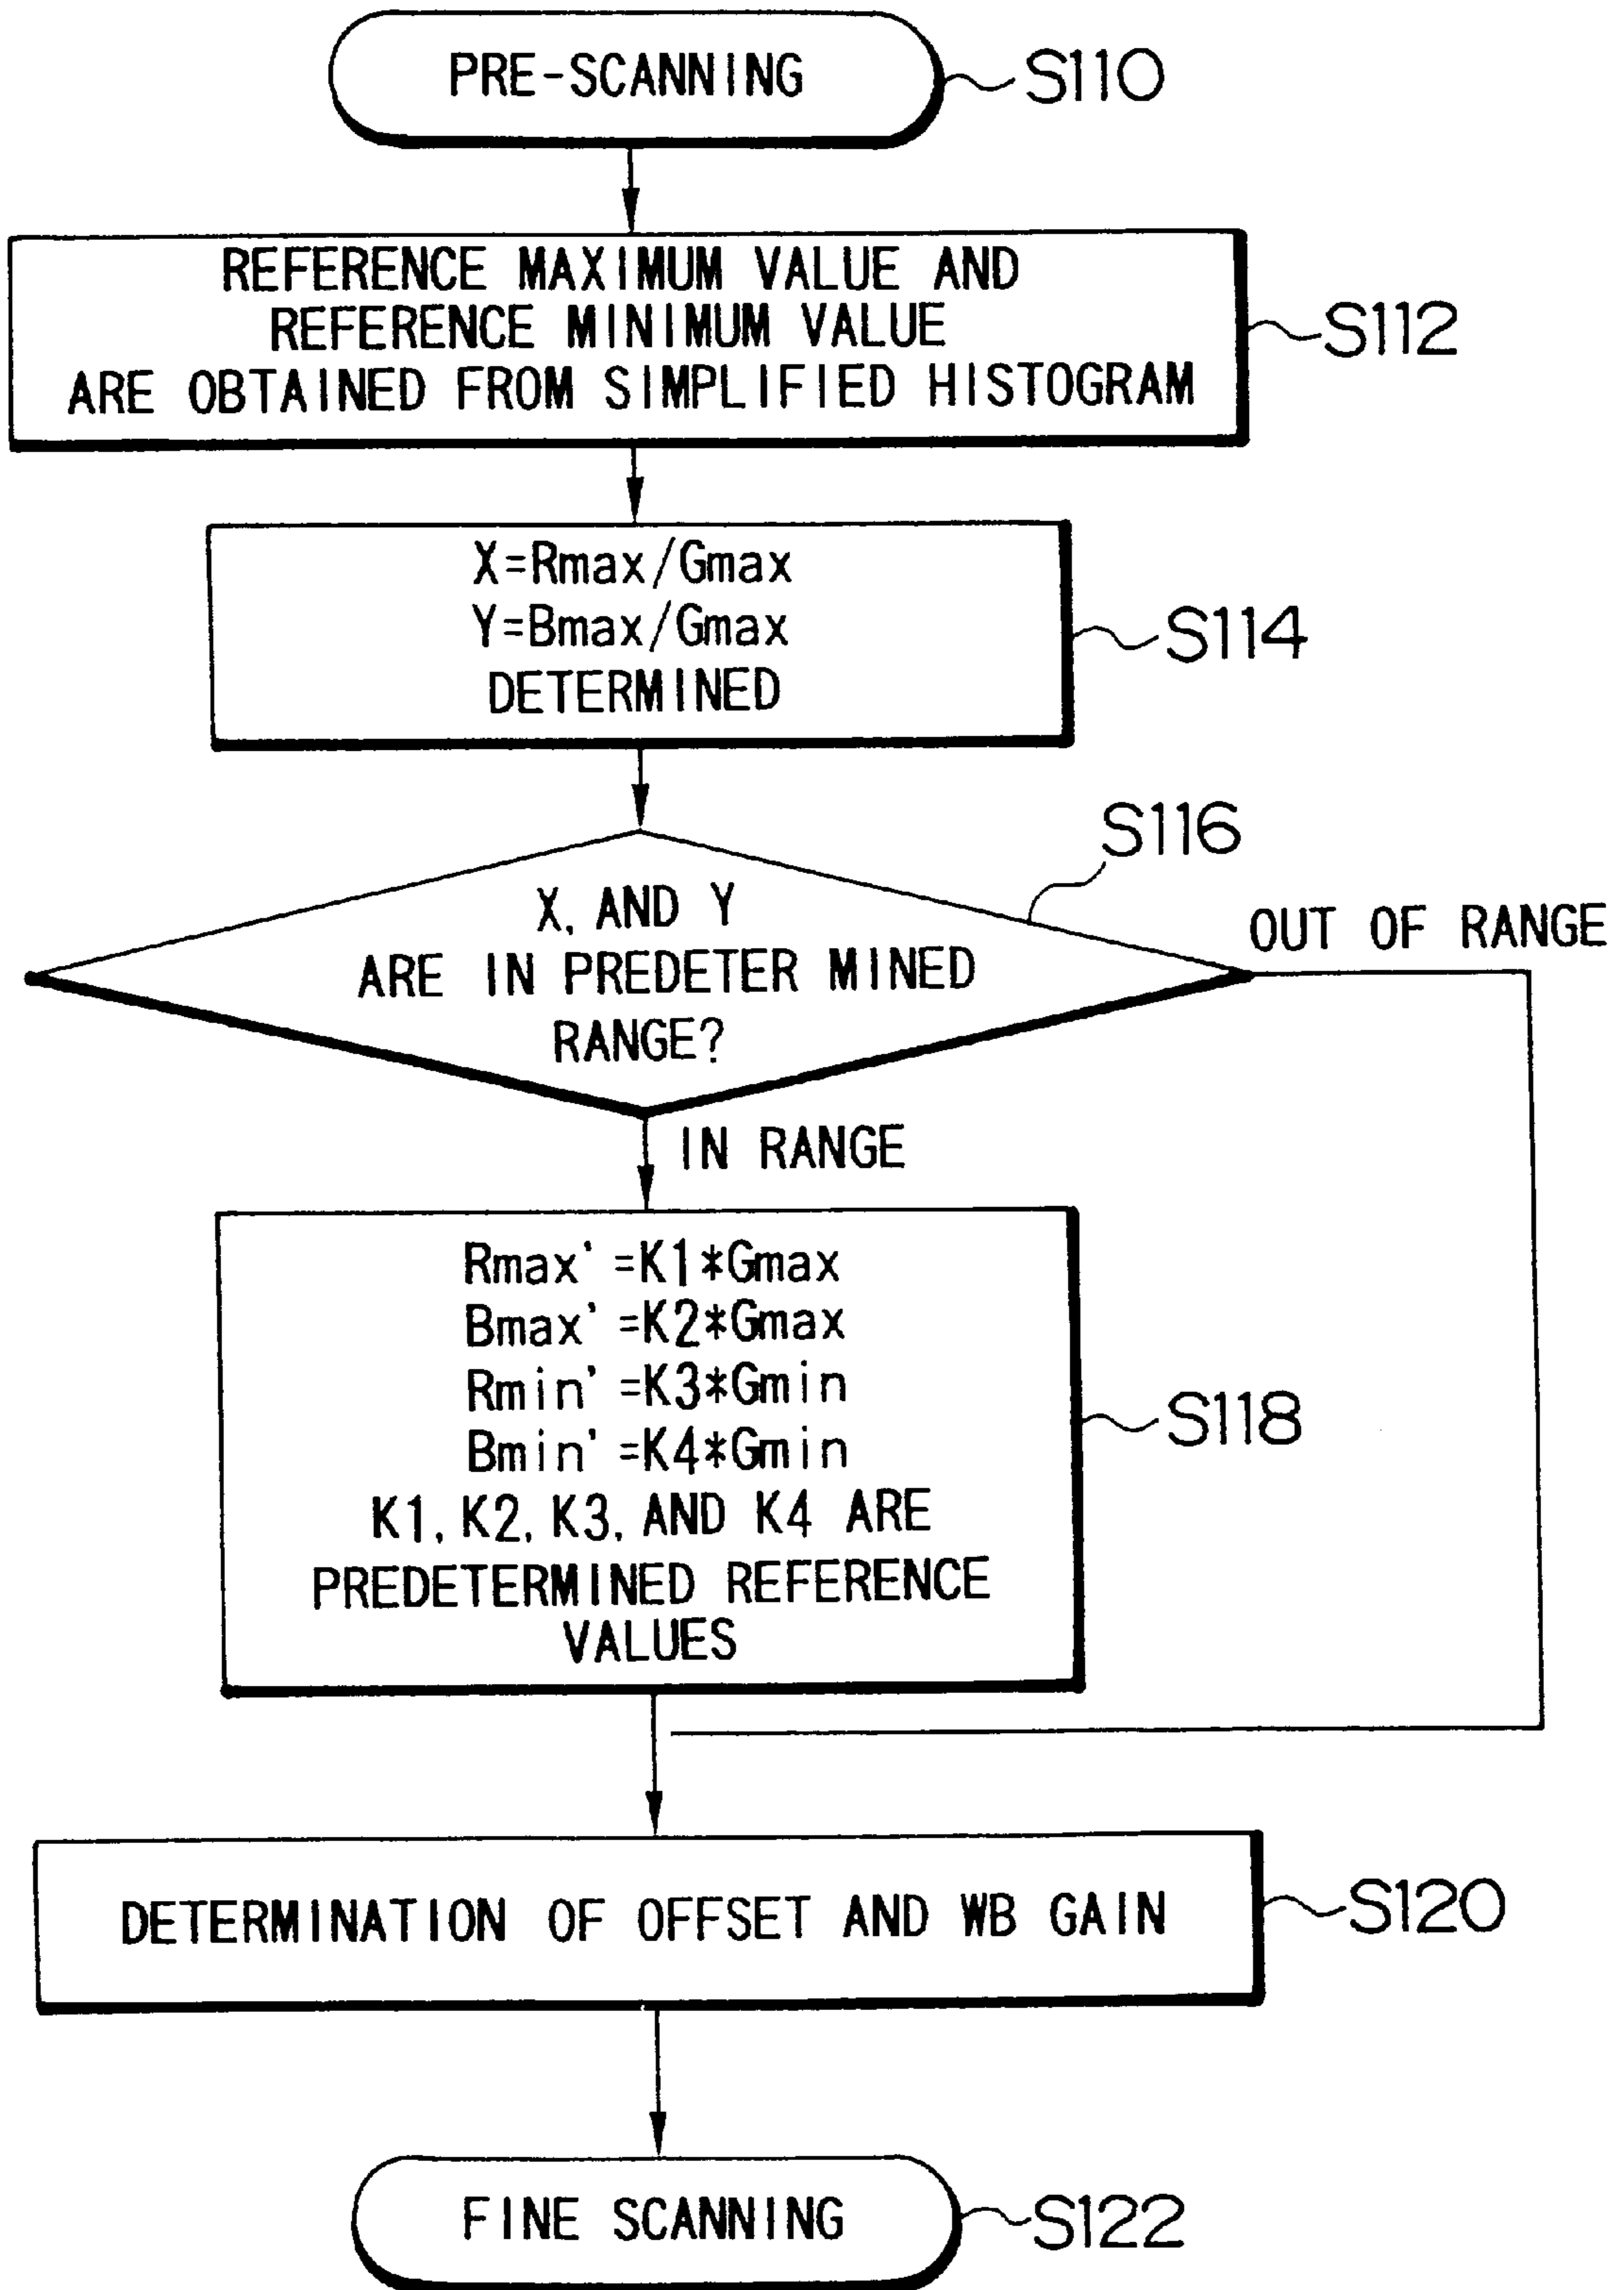 PRE-SCANNING
S110
REFERENCE MAXIMUM VALUE AND
REFERENCE MINIMUM VALUE
ARE OBTAINED FROM SIMPLIFIED HISTOGRAM
S112
X=Rmax/Gmax
Y=Bmax/Gmax
DETERMINED
S114
S116
X, AND Y
ARE IN PREDETER MINED
RANGE?
OUT OF RANGE
IN RANGE
Rmax' =K1*Gmax
Bmax' =K2*Gmax
Rmin' =K3*Gmin
Bmin' =K4*Gmin
K1, K2, K3, AND K4 ARE
PREDETERMINED REFERENCE
VALUES
S118
DETERMINATION OF OFFSET AND WB GAIN
S120
FINE SCANNING
S122